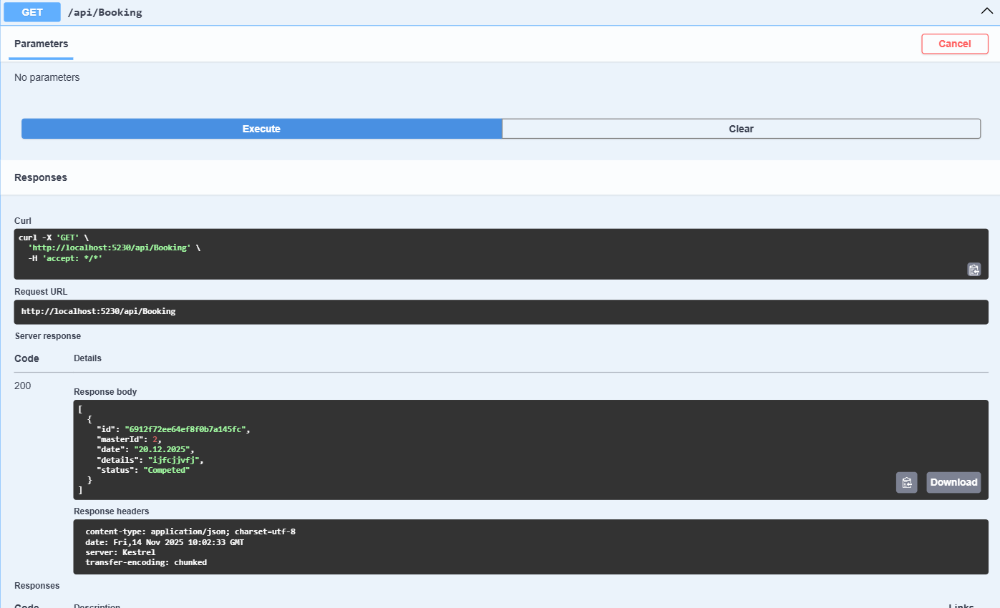 GET /api/Booking
Parameters
Cancel
No parameters
Execute
Clear
Responses
Curl
curl -X 'GET' \
'http://localhost:5230/api/Booking' \
-H 'accept: */*'
Request URL
http://localhost:5230/api/Booking
Server response
Code Details
200
Response body
[
{
"id": "6912f72ee64ef8f0b7a145fc",
"masterId": 2,
"date": "20.12.2025",
"details": "ijfcjjvfj",
"status": "Competed"
}
]
Download
Response headers
content-type: application/json; charset=utf-8
date: Fri,14 Nov 2025 10:02:33 GMT
server: Kestrel
transfer-encoding: chunked
Responses
Code Description Links